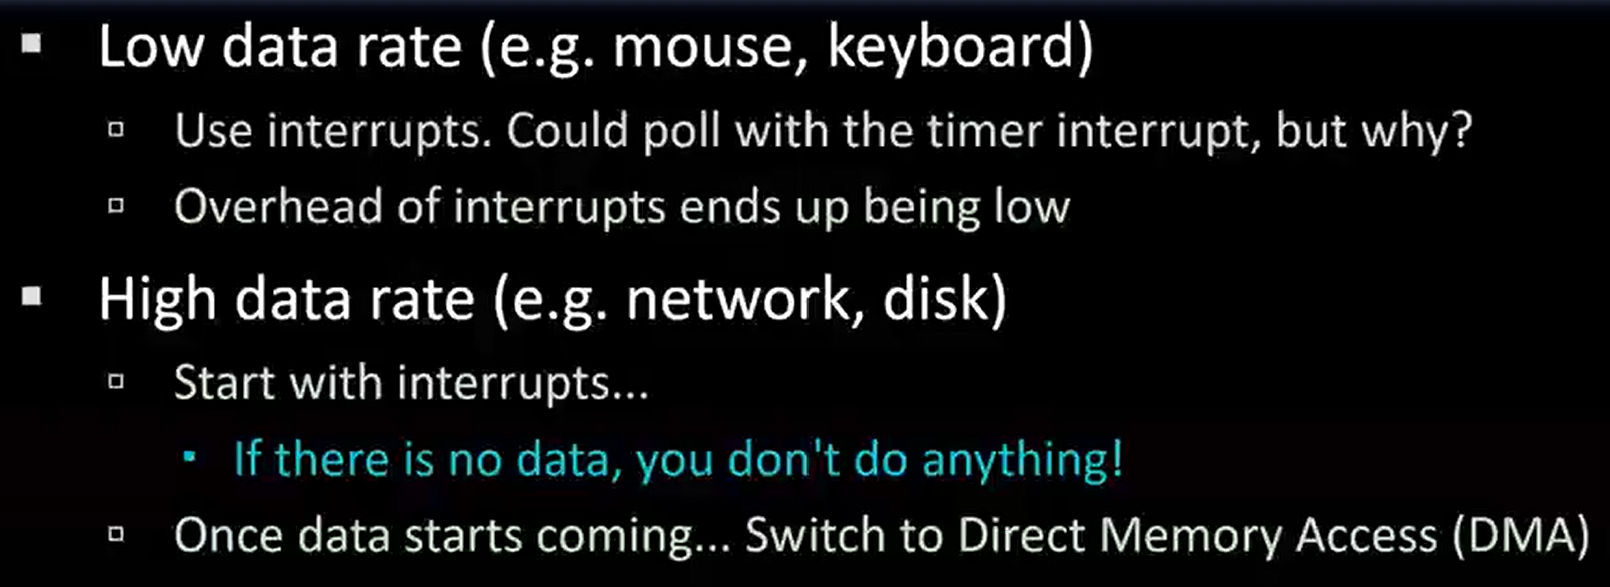 Low data rate (e.g. mouse, keyboard)
Use interrupts. Could poll with the timer interrupt, but why?
Overhead of interrupts ends up being low
High data rate (e.g. network, disk)
Start with interrupts...
If there is no data, you don't do anything!
Once data starts coming... Switch to Direct Memory Access (DMA)